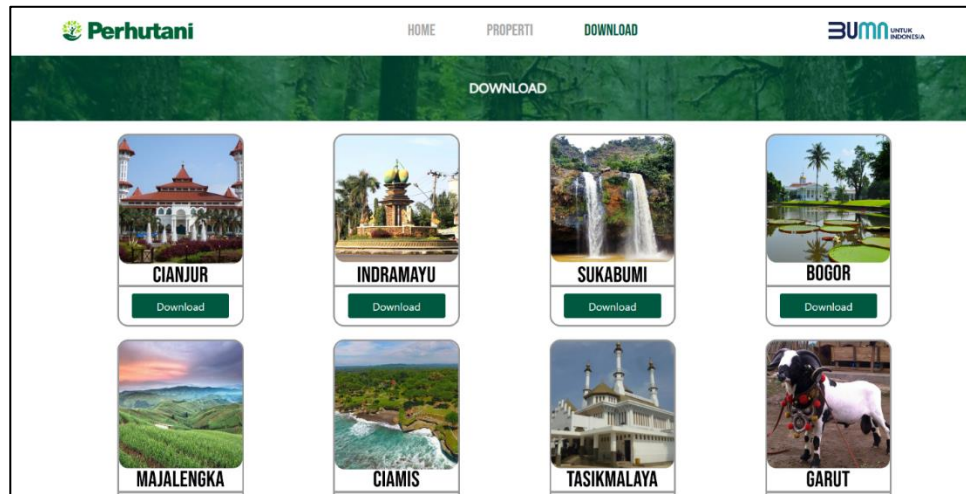 Perhutani
HOME PROPERTI DOWNLOAD
BUMN UNTUK INDONESIA
DOWNLOAD
CIANJUR INDRAMAYU SUKABUMI BOGOR
Download Download Download Download
MAJALENGKA CIAMIS TASIKMALAYA GARUT